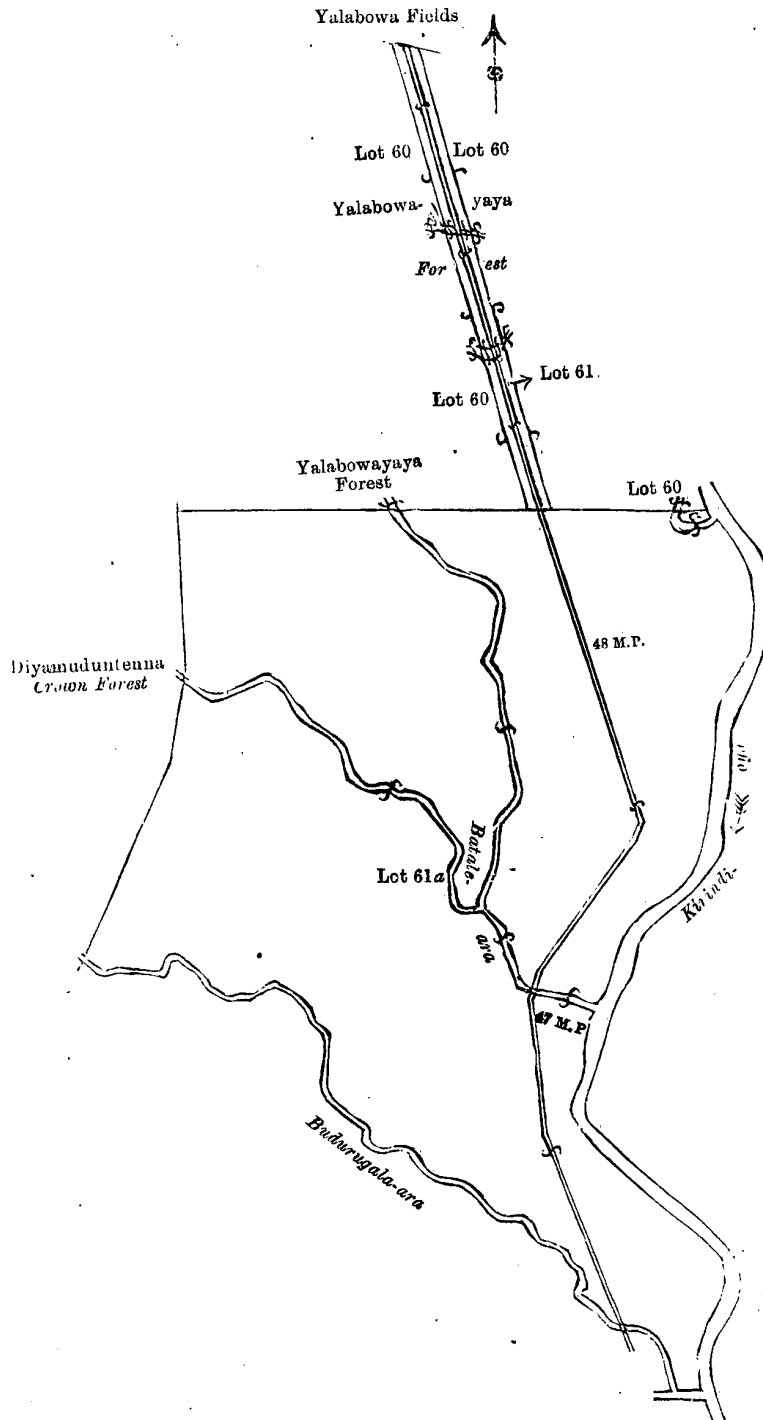 Yalabowa Fields
Lot 60 Lot 60
Yalabowa- yaya
For est
Lot 61.
Lot 60
Yalabowayaya
Forest
Lot 60
48 M.P.
Diyamuduntenna
Crown Forest
Batale-
Lot 61a
Kirindi-
ara
47 M.P
Budurugala-ara